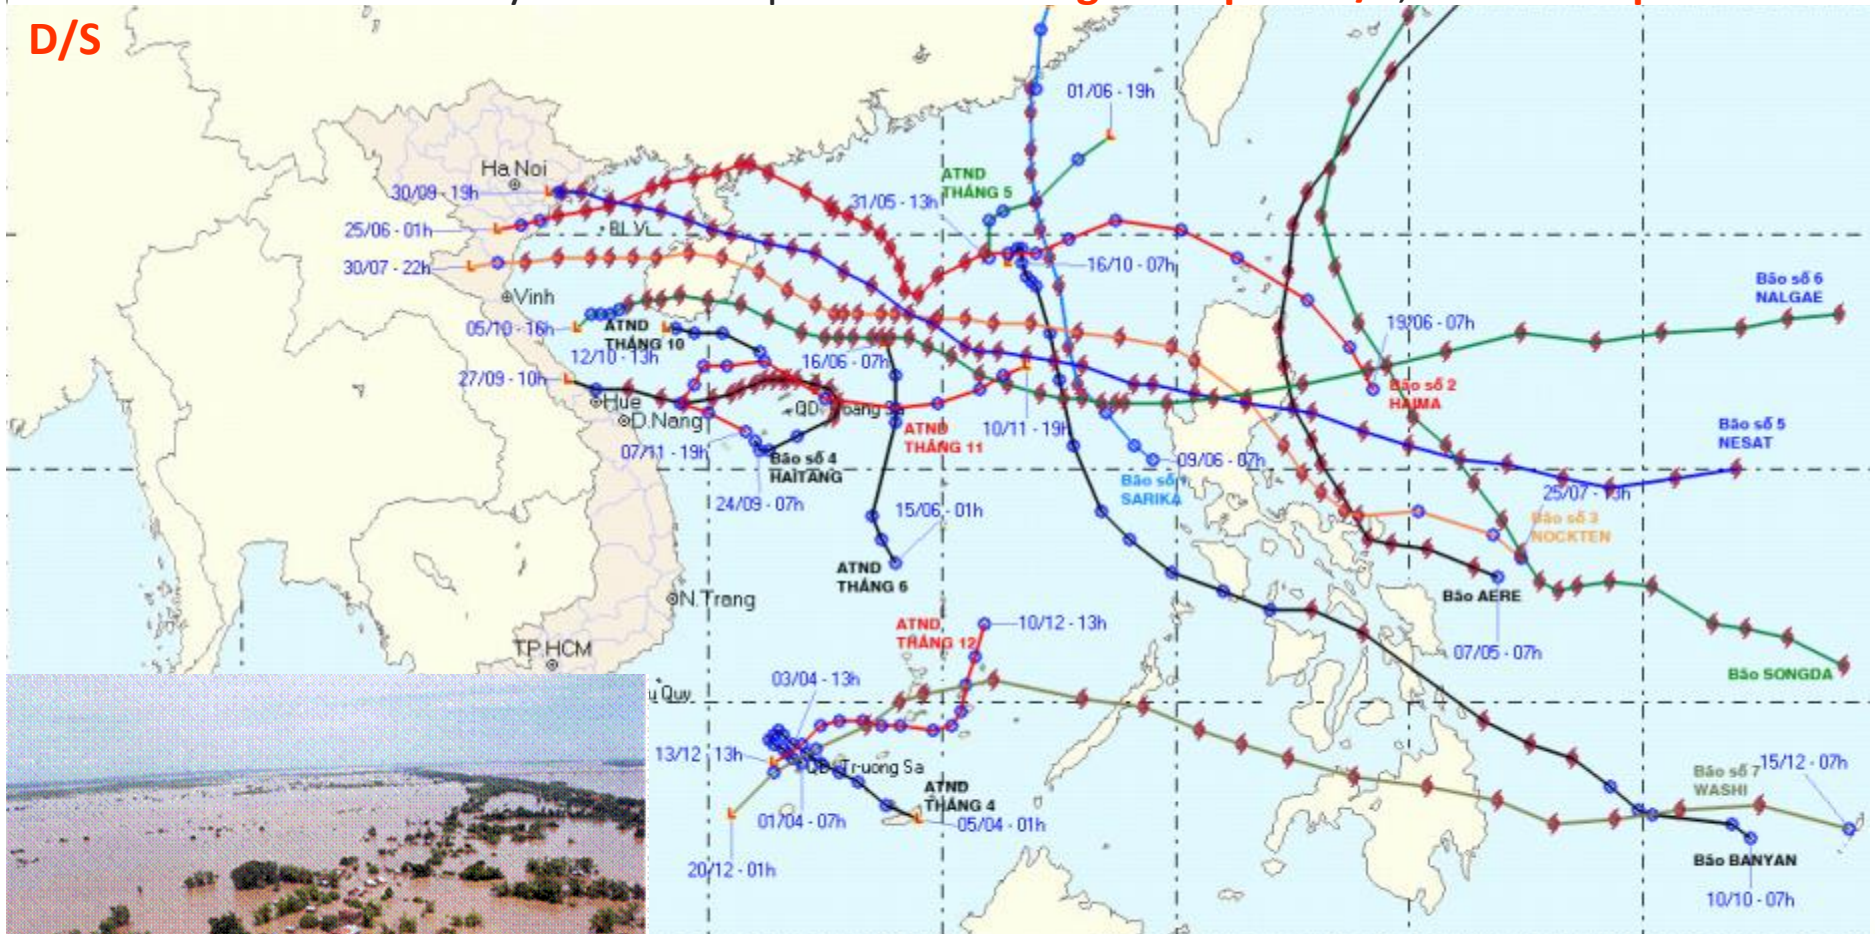 D/S
01/06 - 19h
Ha Noi
ATND
THÁNG 5
30/09 - 19h
31/05 - 13h
25/06 - 01h
B.L.Vi
30/07 - 22h
16/10 - 07h
Bão số 6
NALGAE
Vinh
05/10 - 16h
ATND
THÁNG 10
19/06 - 07h
12/10 - 13h
16/06 - 07h
27/09 - 10h
Bão số 2
HAIMA
Hue
D.Nang
ATND
THÁNG 11
10/11 - 19h
07/11 - 19h
Bão số 4
HAITANG
Bão số 5
NESAT
09/06 - 07h
Bão số
SARIKA
24/09 - 07h
15/06 - 01h
25/07 - 13h
Bão số 3
NOCKTEN
ATND
THÁNG 6
N.Trang
Bão AERE
ATND
THÁNG 12
10/12 - 13h
TP.HCM
07/05 - 07h
03/04 - 13h
Bão SONGDA
u Quy
13/12 - 13h
QD. Truong Sa
Bão số 7
WASHI
15/12 - 07h
ATND
THÁNG 4
01/04 - 07h
05/04 - 01h
20/12 - 01h
Bão BANYAN
10/10 - 07h